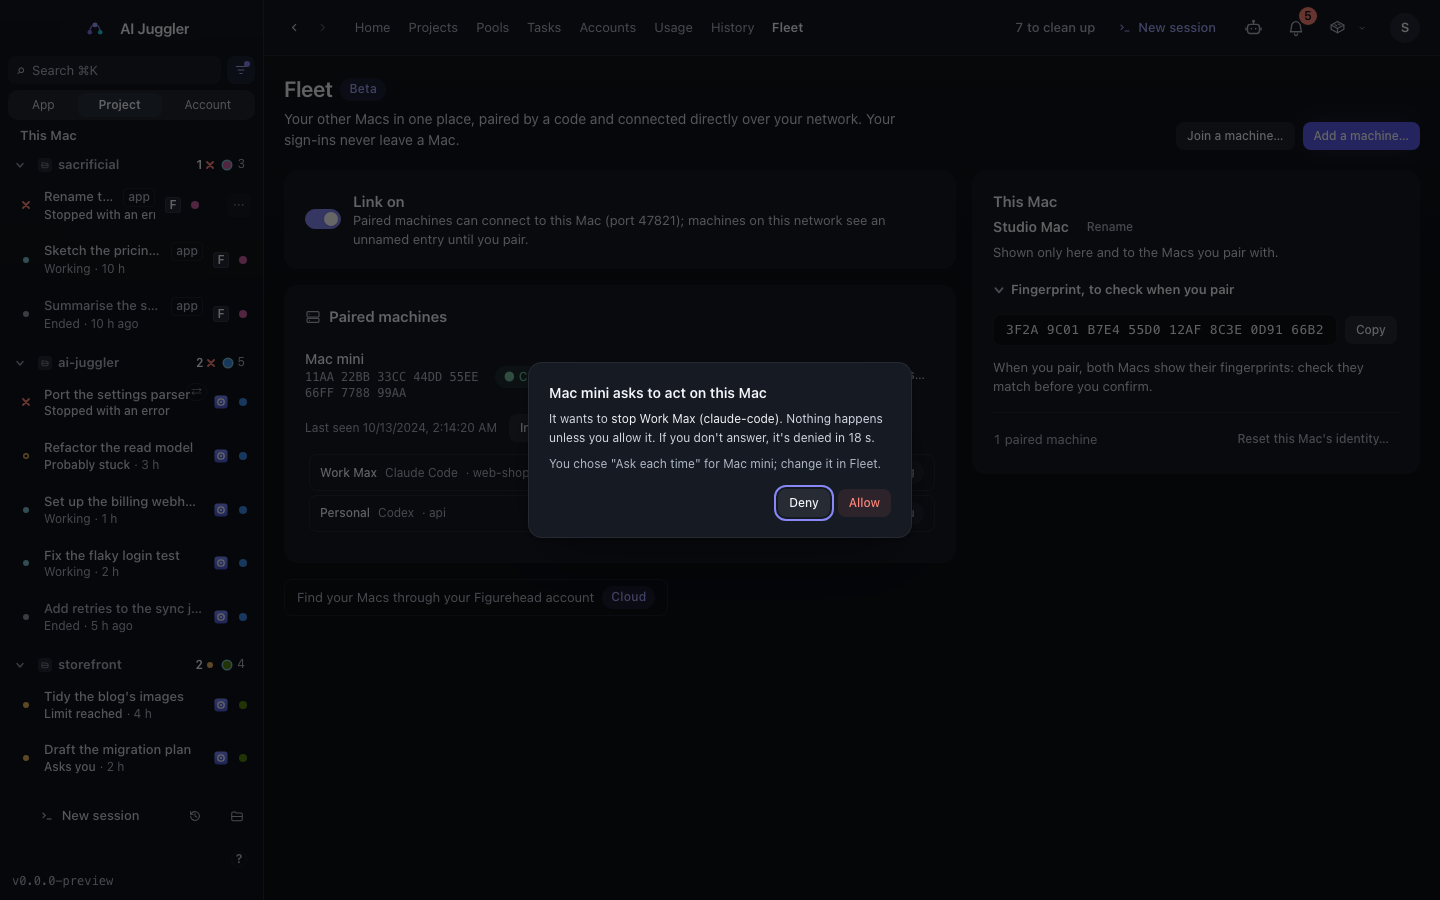 AI Juggler
Search ⌘K
App Project Account
This Mac
sacrificial 1 3
Rename t... app F
Stopped with an er
Sketch the pricin... app F
Working · 10 h
Summarise the s... app F
Ended · 10 h ago
ai-juggler 2 5
Port the settings parser
Stopped with an error
Refactor the read model
Probably stuck · 3 h
Set up the billing webh...
Working · 1 h
Fix the flaky login test
Working · 2 h
Add retries to the sync j...
Ended · 5 h ago
storefront 2 4
Tidy the blog's images
Limit reached · 4 h
Draft the migration plan
Asks you · 2 h
New session
?
v0.0.0-preview
Home Projects Pools Tasks Accounts Usage History Fleet
7 to clean up New session 5 S
Fleet Beta
Your other Macs in one place, paired by a code and connected directly over your network. Your
sign-ins never leave a Mac.
Join a machine... Add a machine...
Link on
Paired machines can connect to this Mac (port 47821); machines on this network see an
unnamed entry until you pair.
Paired machines
Mac mini
11AA 22BB 33CC 44DD 55EE
66FF 7788 99AA
C
s...
Last seen 10/13/2024, 2:14:20 AM
Work Max Claude Code · web-shop
Personal Codex · api
Find your Macs through your Figurehead account Cloud
Mac mini asks to act on this Mac
It wants to stop Work Max (claude-code). Nothing happens
unless you allow it. If you don't answer, it's denied in 18 s.
You chose "Ask each time" for Mac mini; change it in Fleet.
Deny Allow
This Mac
Studio Mac Rename
Shown only here and to the Macs you pair with.
Fingerprint, to check when you pair
3F2A 9C01 B7E4 55D0 12AF 8C3E 0D91 66B2 Copy
When you pair, both Macs show their fingerprints: check they
match before you confirm.
1 paired machine Reset this Mac's identity...